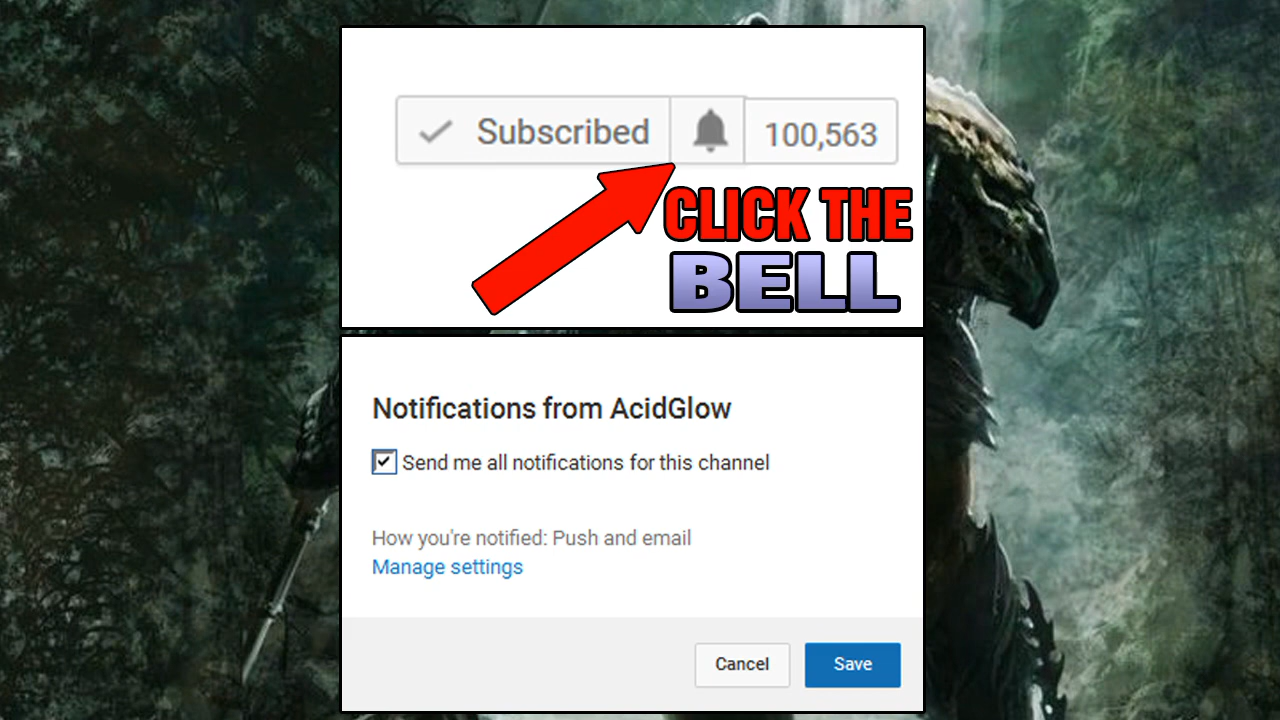 Subscribed 100,563
CLICK THE
BELL
Notifications from AcidGlow
Send me all notifications for this channel
How you're notified: Push and email
Manage settings
Cancel Save